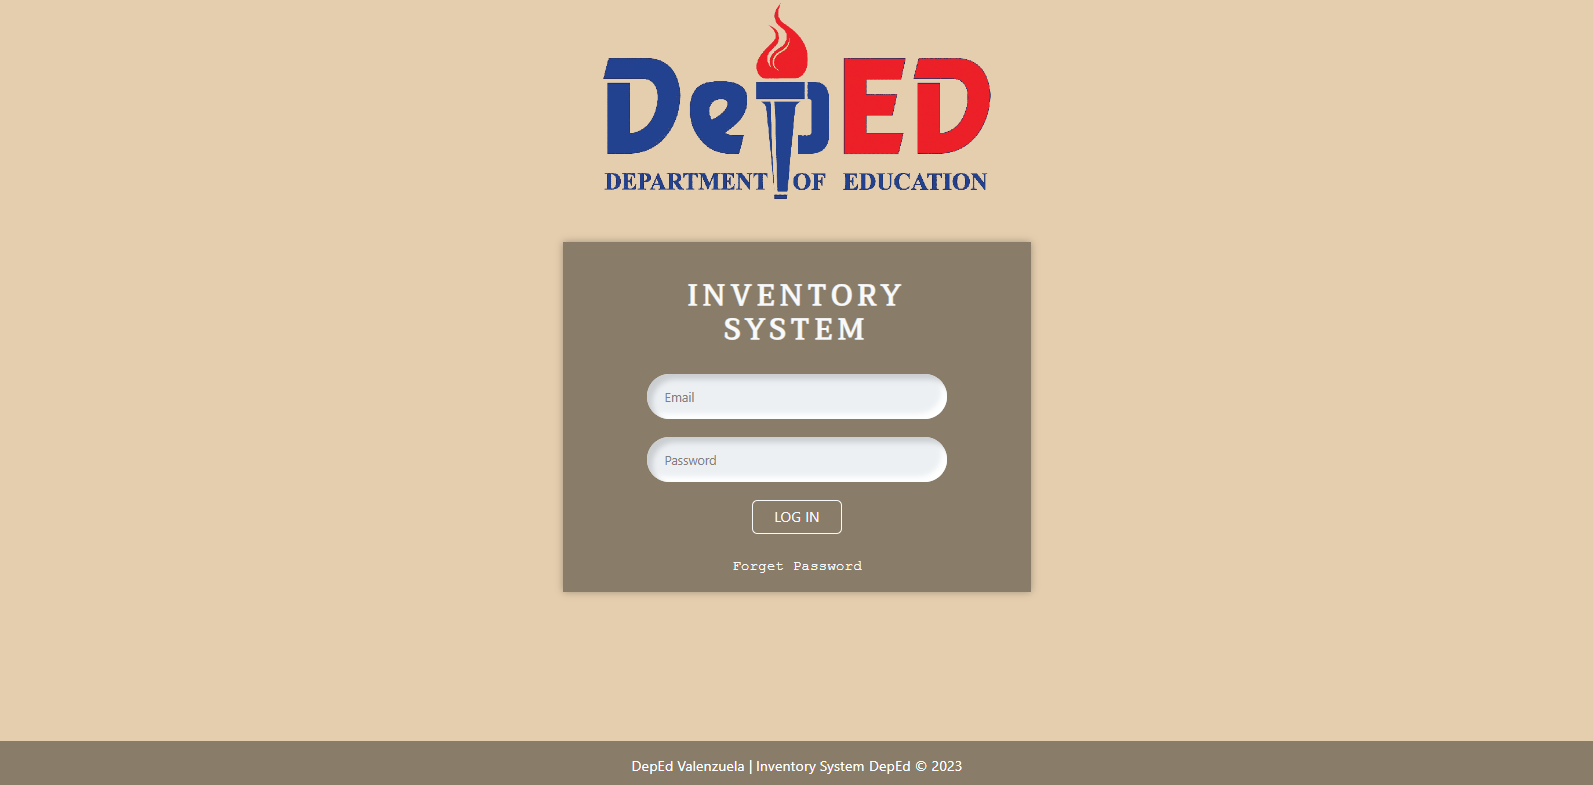 DepED
DEPARTMENT OF EDUCATION
INVENTORY
SYSTEM
Email
Password
LOG IN
Forget Password
DepEd Valenzuela | Inventory System DepEd © 2023